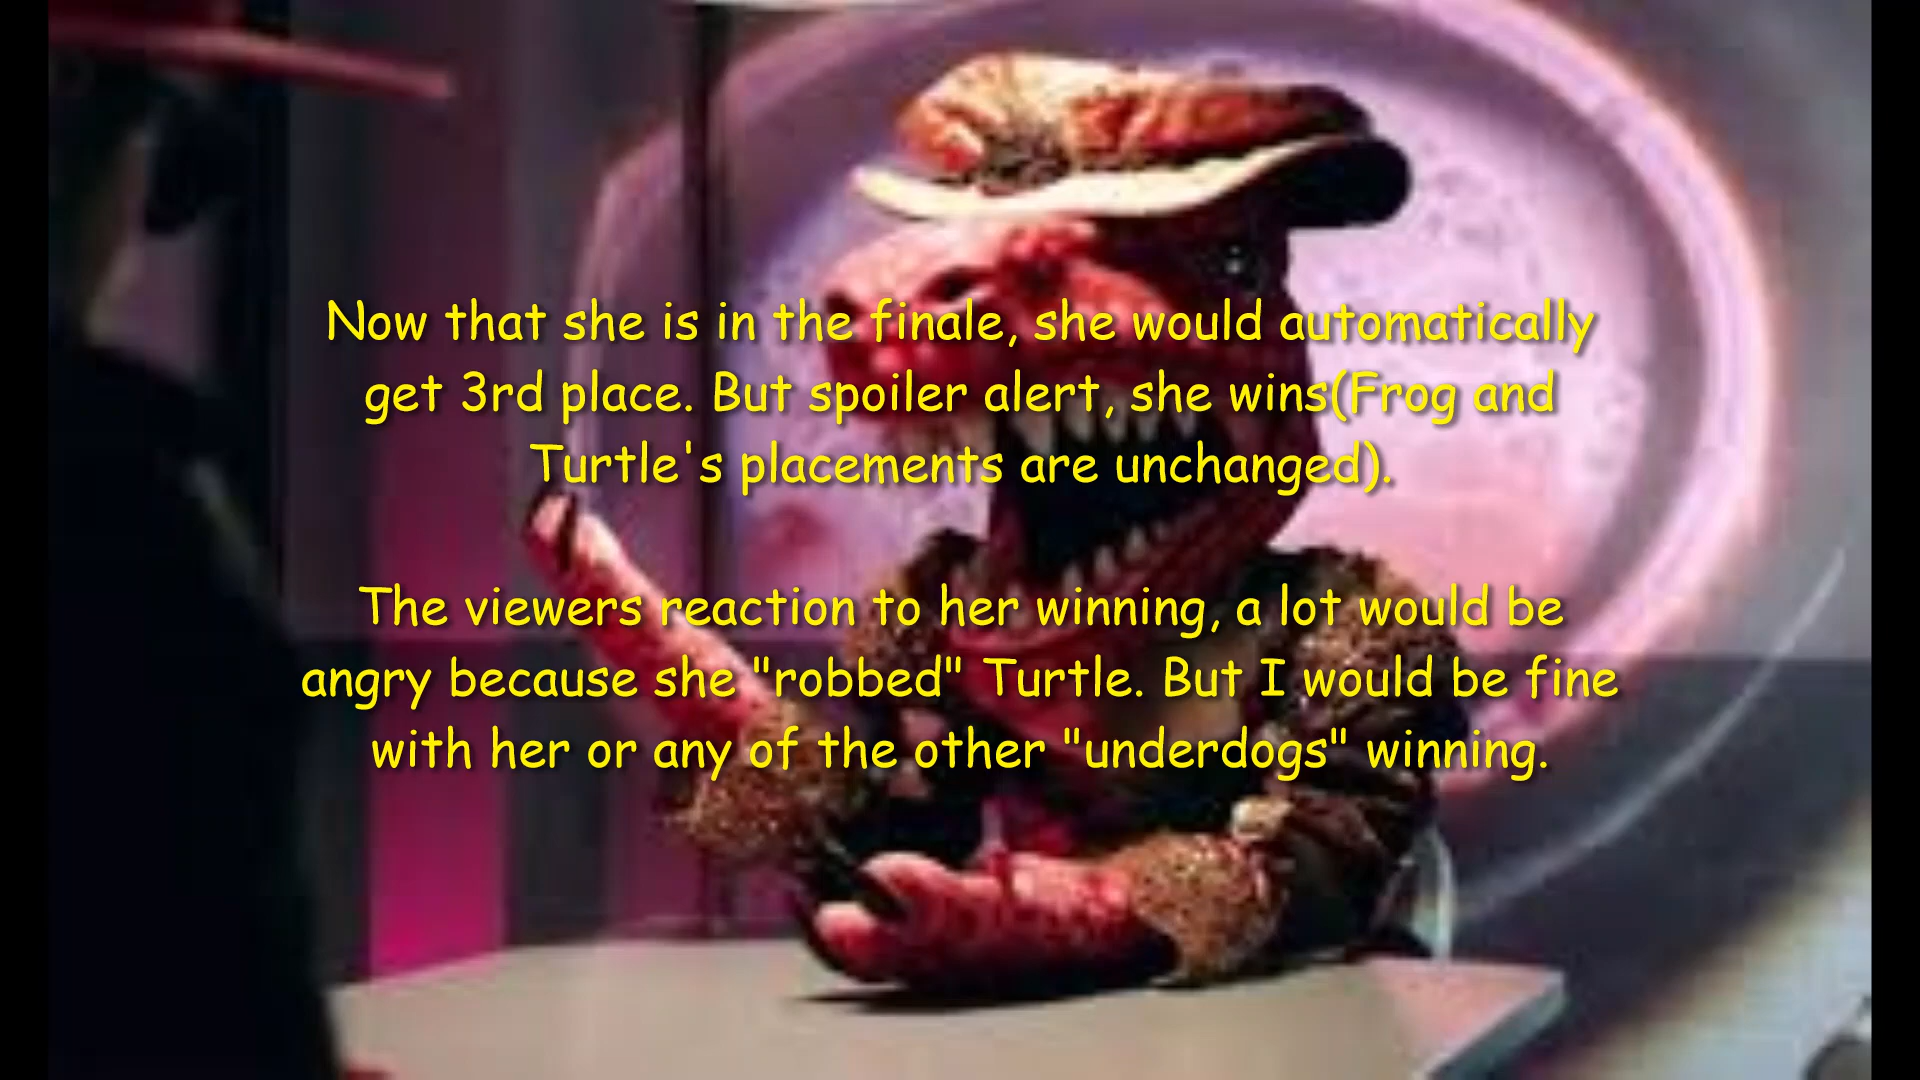 Now that she is in the finale, she would automatically
get 3rd place. But spoiler alert, she wins(Frog and
Turtle's placements are unchanged).
The viewers reaction to her winning, a lot would be
angry because she "robbed" Turtle. But I would be fine
with her or any of the other "underdogs" winning.